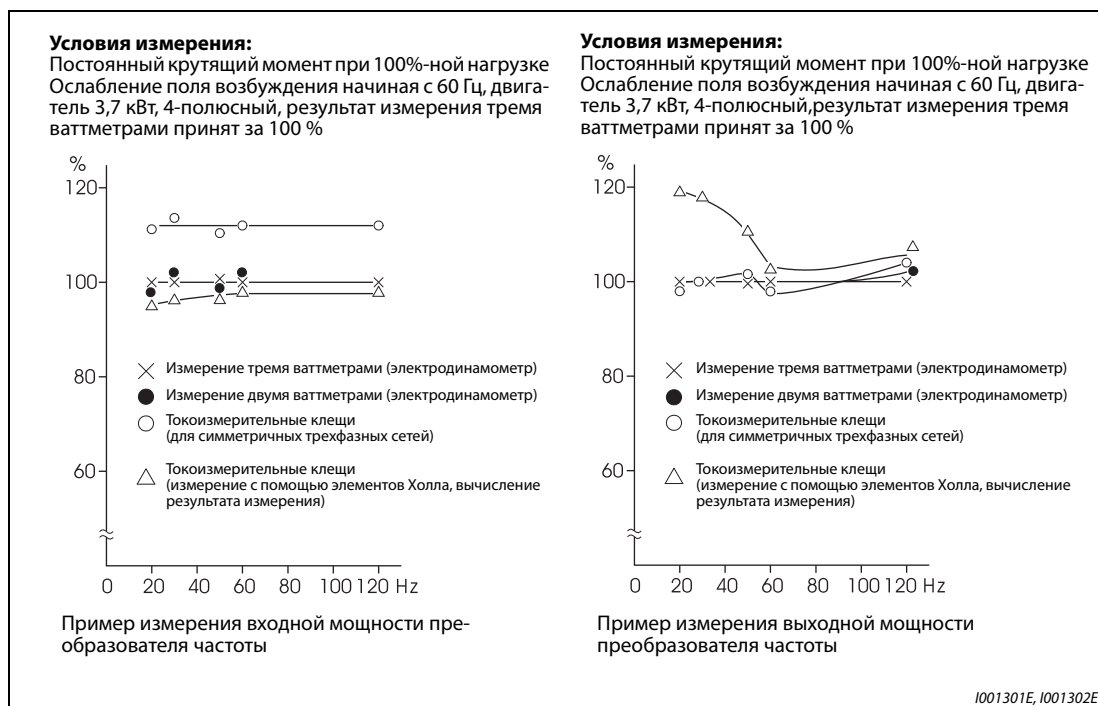 Условия измерения:
Постоянный крутящий момент при 100%-ной нагрузке
Ослабление поля возбуждения начиная с 60 Гц, двига-
тель 3,7 кВт, 4-полюсный, результат измерения тремя
ваттметрами принят за 100 %
%
120
100
80
60
Измерение тремя ваттметрами (электродинамометр)
Измерение двумя ваттметрами (электродинамометр)
Токоизмерительные клещи
(для симметричных трехфазных сетей)
Токоизмерительные клещи
(измерение с помощью элементов Холла, вычисление
результата измерения)
0 20 40 60 80 100 120 Hz
Пример измерения входной мощности пре-
образователя частоты
Условия измерения:
Постоянный крутящий момент при 100%-ной нагрузке
Ослабление поля возбуждения начиная с 60 Гц, двига-
тель 3,7 кВт, 4-полюсный,результат измерения тремя
ваттметрами принят за 100 %
%
120
100
80
60
Измерение тремя ваттметрами (электродинамометр)
Измерение двумя ваттметрами (электродинамометр)
Токоизмерительные клещи
(для симметричных трехфазных сетей)
Токоизмерительные клещи
(измерение с помощью элементов Холла, вычисление
результата измерения)
0 20 40 60 80 100 120 Hz
Пример измерения выходной мощности
преобразователя частоты
I001301E, I001302E